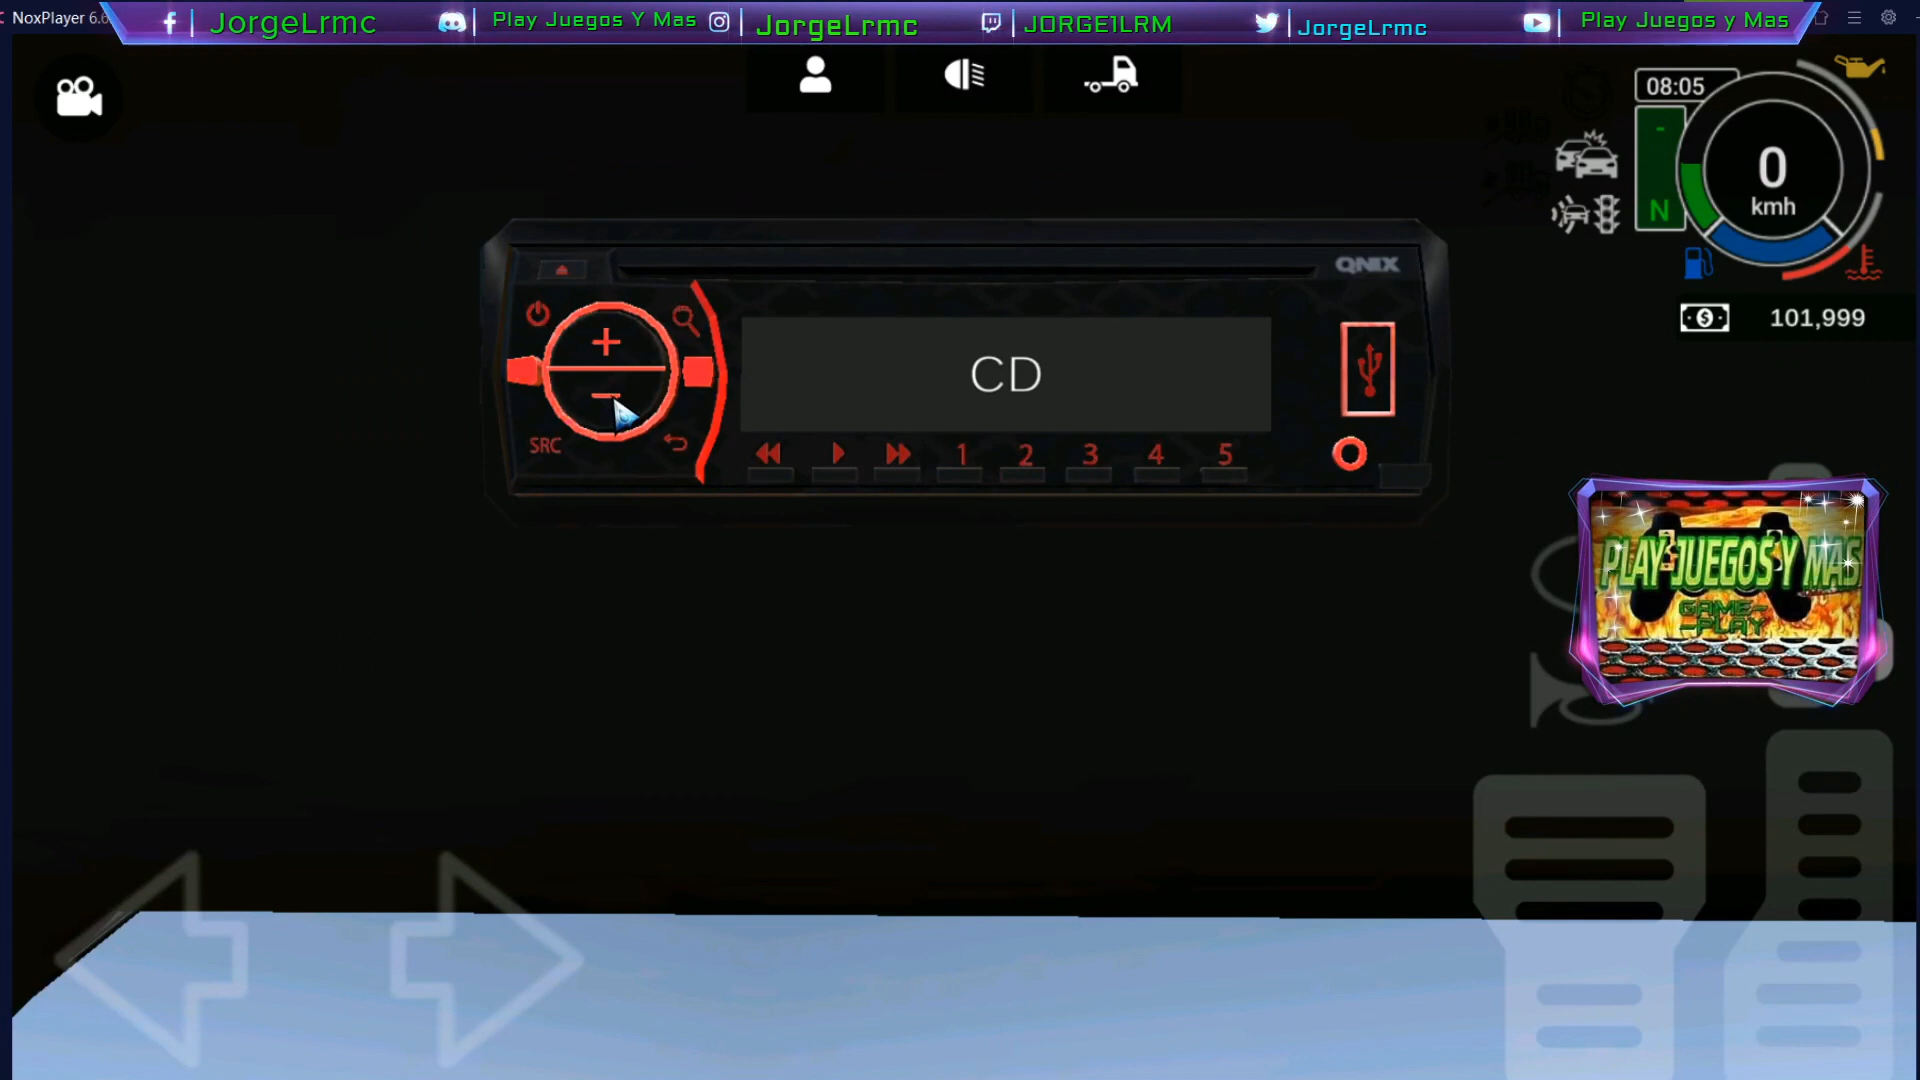 NoxPlayer 6.6
JorgeLrmc
Play Juegos Y Mas
JorgeLrmc
JORGE1LRM
JorgeLrmc
Play Juegos y Mas
08:05
0
kmh
-
N
101,999
QNIX
+
-
CD
SRC
1 2 3 4 5
PLAY JUEGOS Y MAS
GAME-
-PLAY